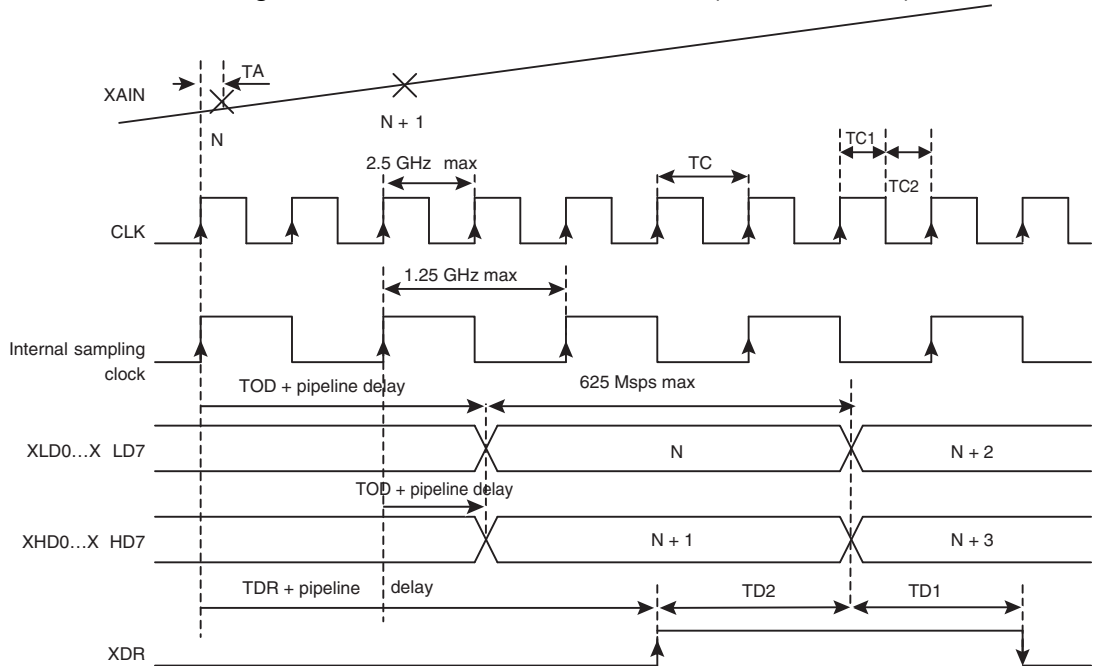 TA
XAIN
N
N + 1
2.5 GHz max
TC
TC1
TC2
CLK
1.25 GHz max
Internal sampling
clock
TOD + pipeline delay
625 Msps max
XLD0…X LD7
N
N + 2
TOD + pipeline delay
XHD0…X HD7
N + 1
N + 3
TDR + pipeline delay
TD2
TD1
XDR